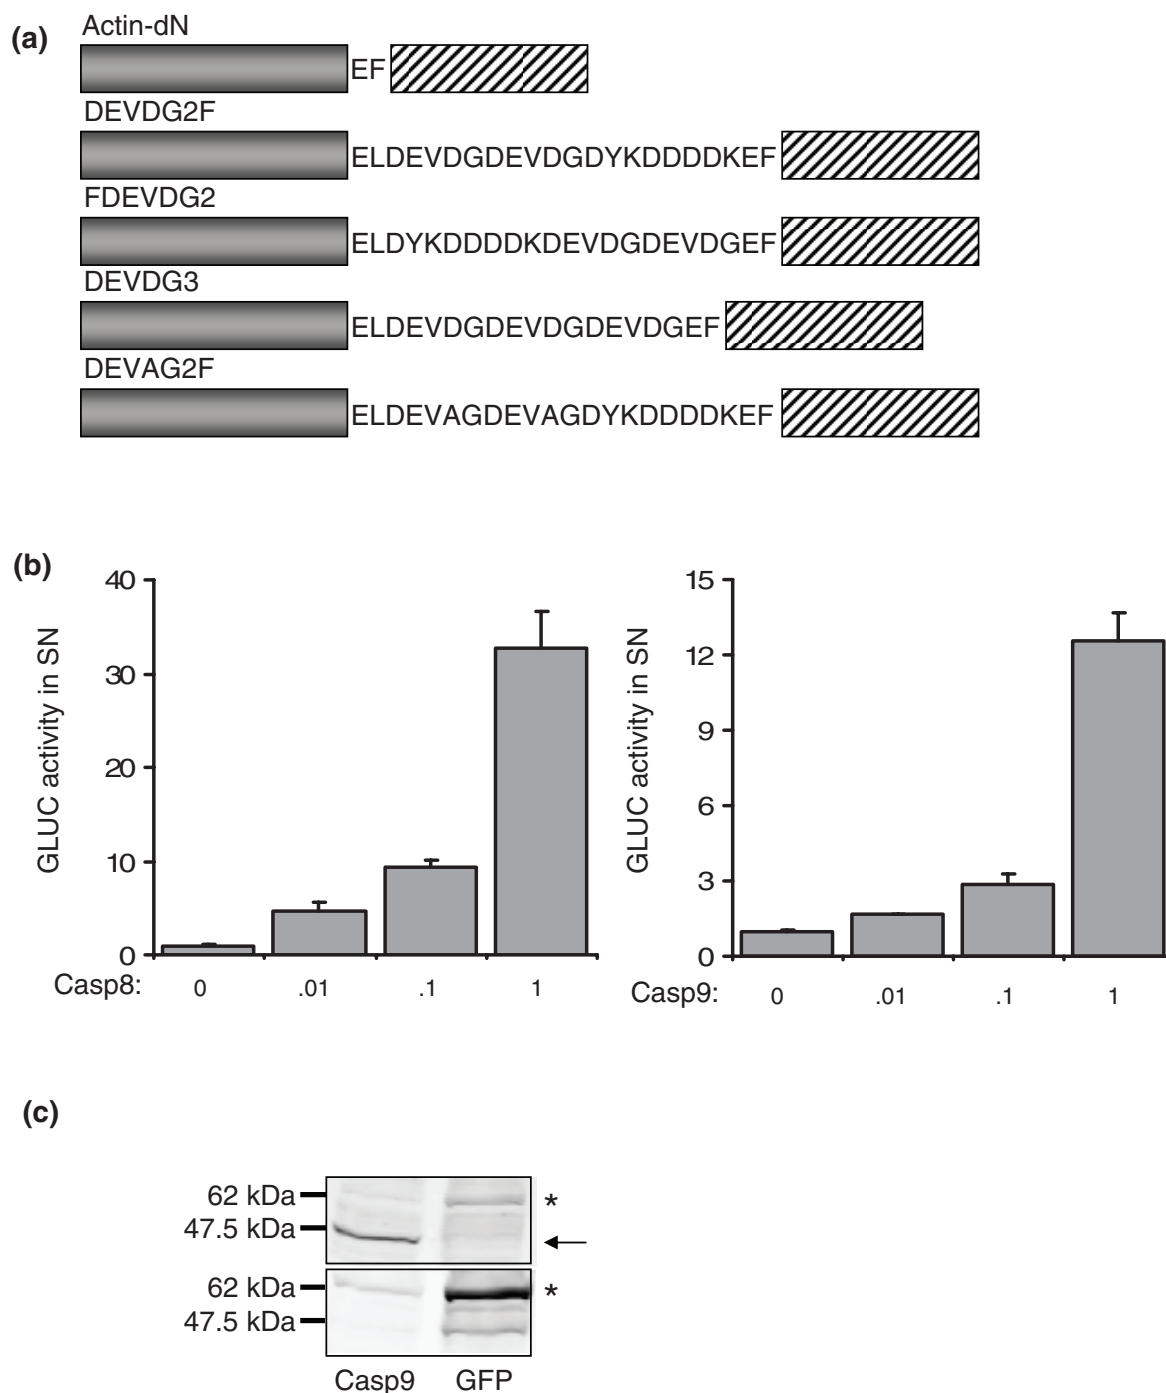 (a)
Actin-dN
EF
DEVDG2F
ELDEVDGDEVDGDYKDDDDKEF
FDEVDG2
ELDYKDDDDKDEVDGDEVDGEF
DEVDG3
ELDEVDGDEVDGDEVDGEF
DEVAG2F
ELDEVAGDEVAGDYKDDDDKEF
(b)
GLUC activity in SN
40
30
20
10
0
Casp8: 0 .01 .1 1
GLUC activity in SN
15
12
9
6
3
0
Casp9: 0 .01 .1 1
(c)
62 kDa *
47.5 kDa
62 kDa *
47.5 kDa
Casp9 GFP